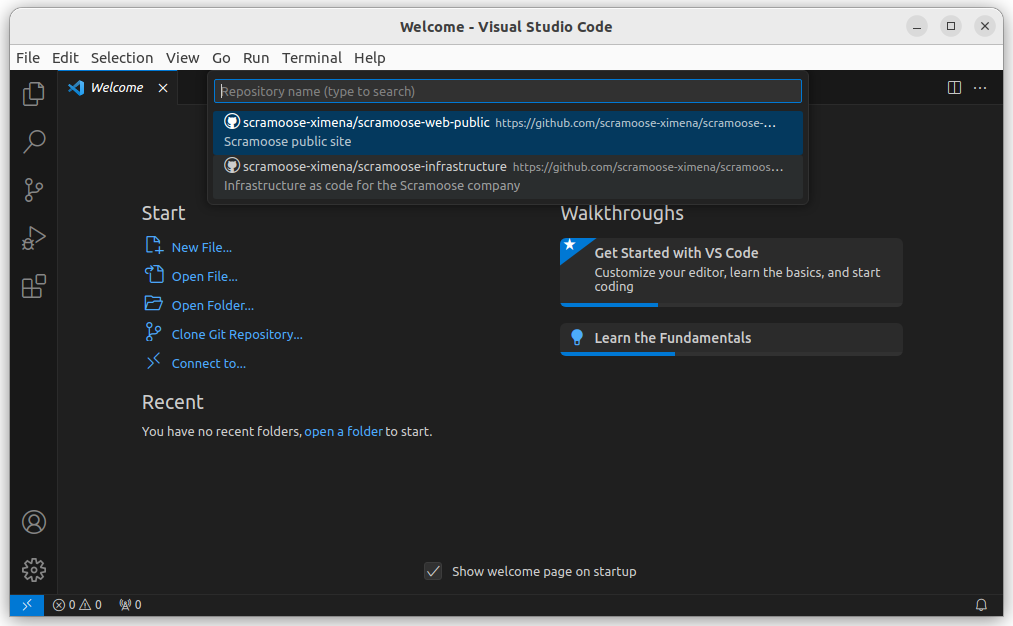 Welcome - Visual Studio Code
File Edit Selection View Go Run Terminal Help
Welcome
Repository name (type to search)
scramoose-ximena/scramoose-web-public https://github.com/scramoose-ximena/scramoose-...
Scramoose public site
scramoose-ximena/scramoose-infrastructure https://github.com/scramoose-ximena/scramoos...
Infrastructure as code for the Scramoose company
Start
New File...
Open File...
Open Folder...
Clone Git Repository...
Connect to...
Recent
You have no recent folders, open a folder to start.
Walkthroughs
Get Started with VS Code
Customize your editor, learn the basics, and start
coding
Learn the Fundamentals
Show welcome page on startup
0 0 0